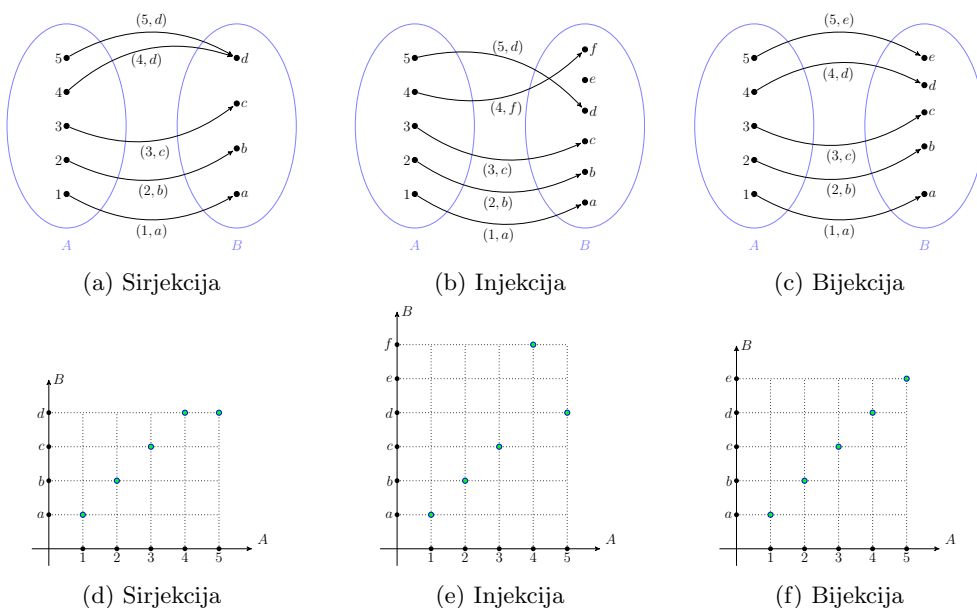 (5, d)
5
d
(4, d)
4
c
3
(3, c)
b
2
(2, b)
1
a
(1, a)
A
B
(a) Sirjekcija
f
(5, d)
5
e
4
d
(4, f)
3
c
(3, c)
2
b
(2, b)
1
a
(1, a)
A
B
(b) Injekcija
(5, e)
5
e
(4, d)
4
d
c
3
(3, c)
b
2
(2, b)
1
a
(1, a)
A
B
(c) Bijekcija
B
d
c
b
a
1 2 3 4 5
A
(d) Sirjekcija
B
f
e
d
c
b
a
1 2 3 4 5
A
(e) Injekcija
B
e
d
c
b
a
1 2 3 4 5
A
(f) Bijekcija